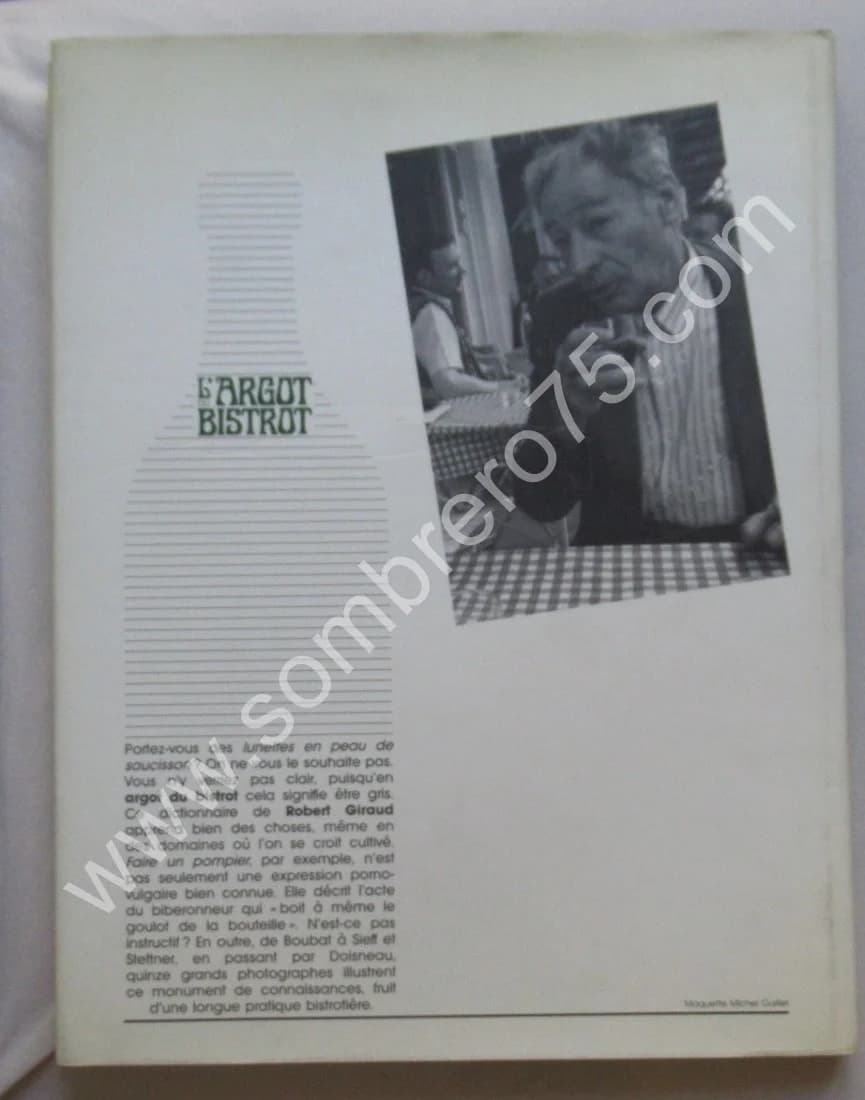 L'ARGOT
DU
BISTROT
Portez-vous des lunettes en peau de
saucisson ? On ne vous le souhaite pas.
Vous n'y verrez pas clair, puisqu'en
argot du bistrot cela signifie être gris.
Ce dictionnaire de Robert Giraud
apprend bien des choses, même en
des domaines où l'on se croit cultivé.
Faire un pompier, par exemple, n'est
pas seulement une expression porno-
vulgaire bien connue. Elle décrit l'acte
du biberonneur qui « boit à même le
goulot de la bouteille ». N'est-ce pas
instructif ? En outre, de Boubat à Sieff et
Stettner, en passant par Doisneau,
quinze grands photographes illustrent
ce monument de connaissances, fruit
d'une longue pratique bistrotière.
Maquette Michel
www.sombrero75.com